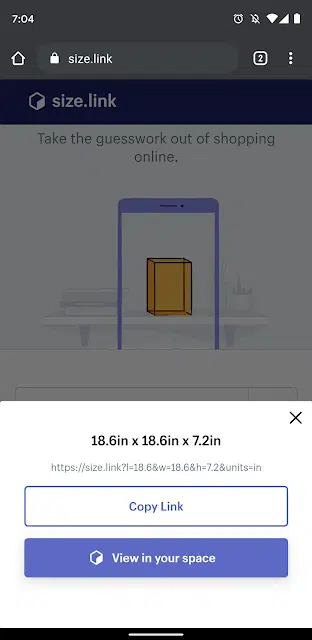 7:04
size.link
2
size.link
Take the guesswork out of shopping
online.
18.6in x 18.6in x 7.2in
https://size.link?l=18.6&w=18.6&h=7.2&units=in
Copy Link
View in your space